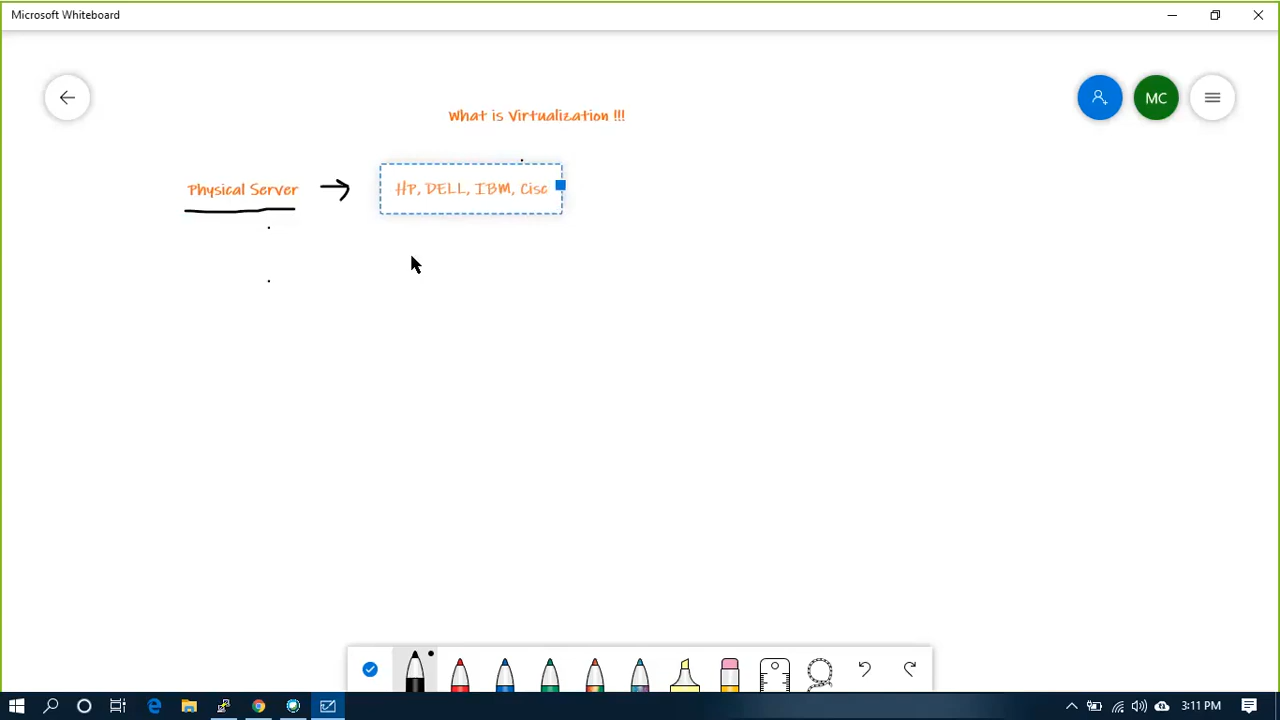 Microsoft Whiteboard
MC
What is Virtualization !!!
Physical Server
HP, DELL, IBM, Cisc
3:11 PM